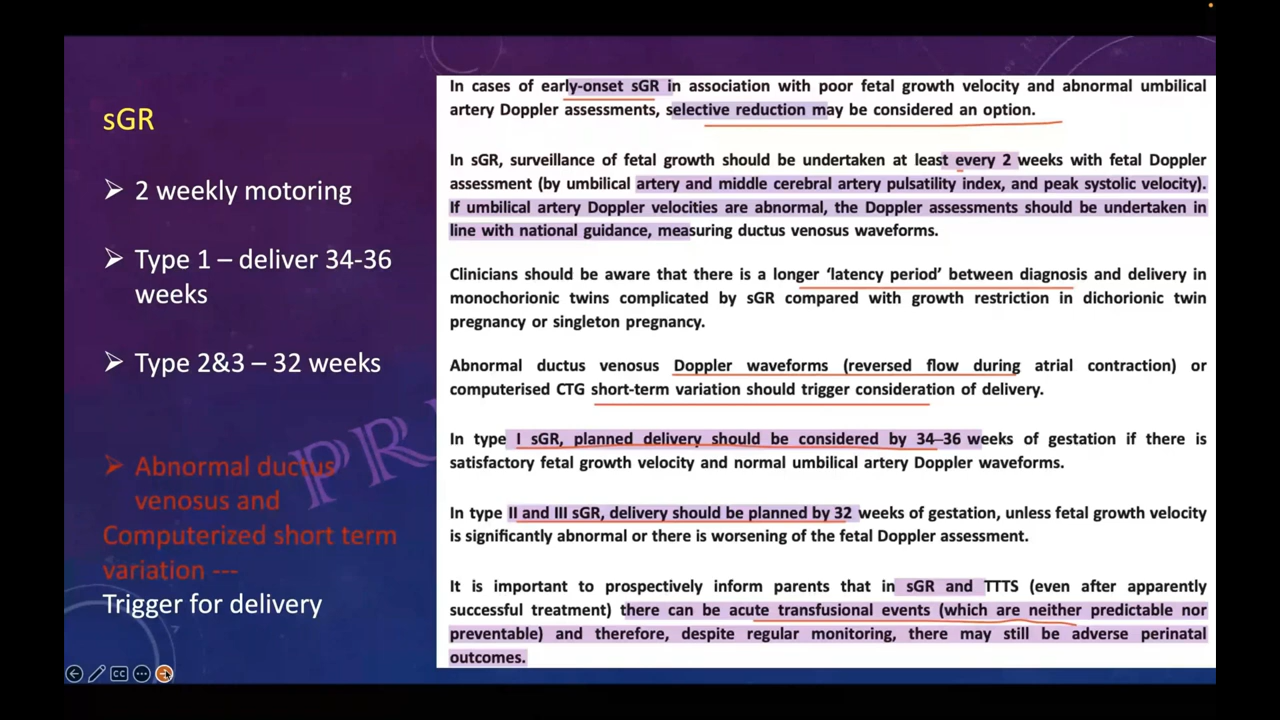 sGR
➢ 2 weekly motoring
➢ Type 1 – deliver 34-36
weeks
➢ Type 2&3 – 32 weeks
➢ Abnormal ductus
venosus and
Computerized short term
variation ---
Trigger for delivery
In cases of early-onset sGR in association with poor fetal growth velocity and abnormal umbilical
artery Doppler assessments, selective reduction may be considered an option.
In sGR, surveillance of fetal growth should be undertaken at least every 2 weeks with fetal Doppler
assessment (by umbilical artery and middle cerebral artery pulsatility index, and peak systolic velocity).
If umbilical artery Doppler velocities are abnormal, the Doppler assessments should be undertaken in
line with national guidance, measuring ductus venosus waveforms.
Clinicians should be aware that there is a longer ‘latency period’ between diagnosis and delivery in
monochorionic twins complicated by sGR compared with growth restriction in dichorionic twin
pregnancy or singleton pregnancy.
Abnormal ductus venosus Doppler waveforms (reversed flow during atrial contraction) or
computerised CTG short-term variation should trigger consideration of delivery.
In type I sGR, planned delivery should be considered by 34–36 weeks of gestation if there is
satisfactory fetal growth velocity and normal umbilical artery Doppler waveforms.
In type II and III sGR, delivery should be planned by 32 weeks of gestation, unless fetal growth velocity
is significantly abnormal or there is worsening of the fetal Doppler assessment.
It is important to prospectively inform parents that in sGR and TTTS (even after apparently
successful treatment) there can be acute transfusional events (which are neither predictable nor
preventable) and therefore, despite regular monitoring, there may still be adverse perinatal
outcomes.
CC